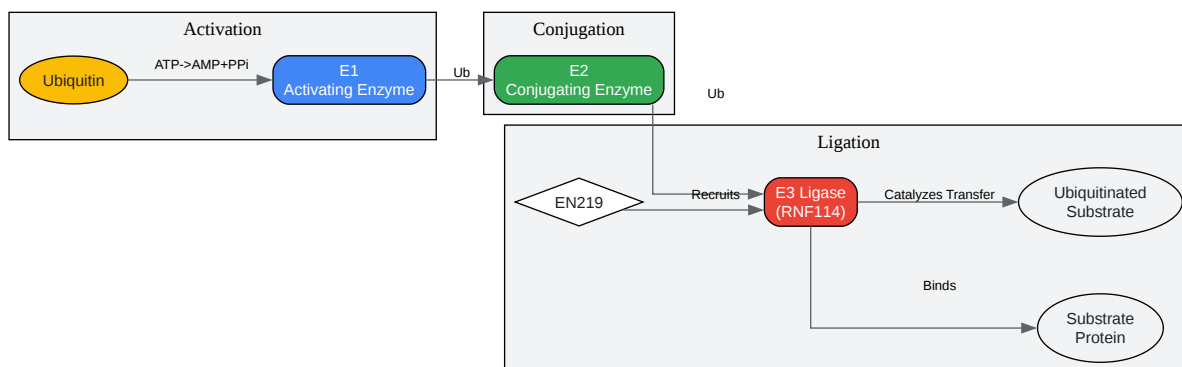 Activation
Ubiquitin
ATP->AMP+PPi
E1
Activating Enzyme
Ub
Conjugation
E2
Conjugating Enzyme
Ub
Ligation
EN219
Recruits
E3 Ligase
(RNF114)
Catalyzes Transfer
Ubiquitinated
Substrate
Binds
Substrate
Protein